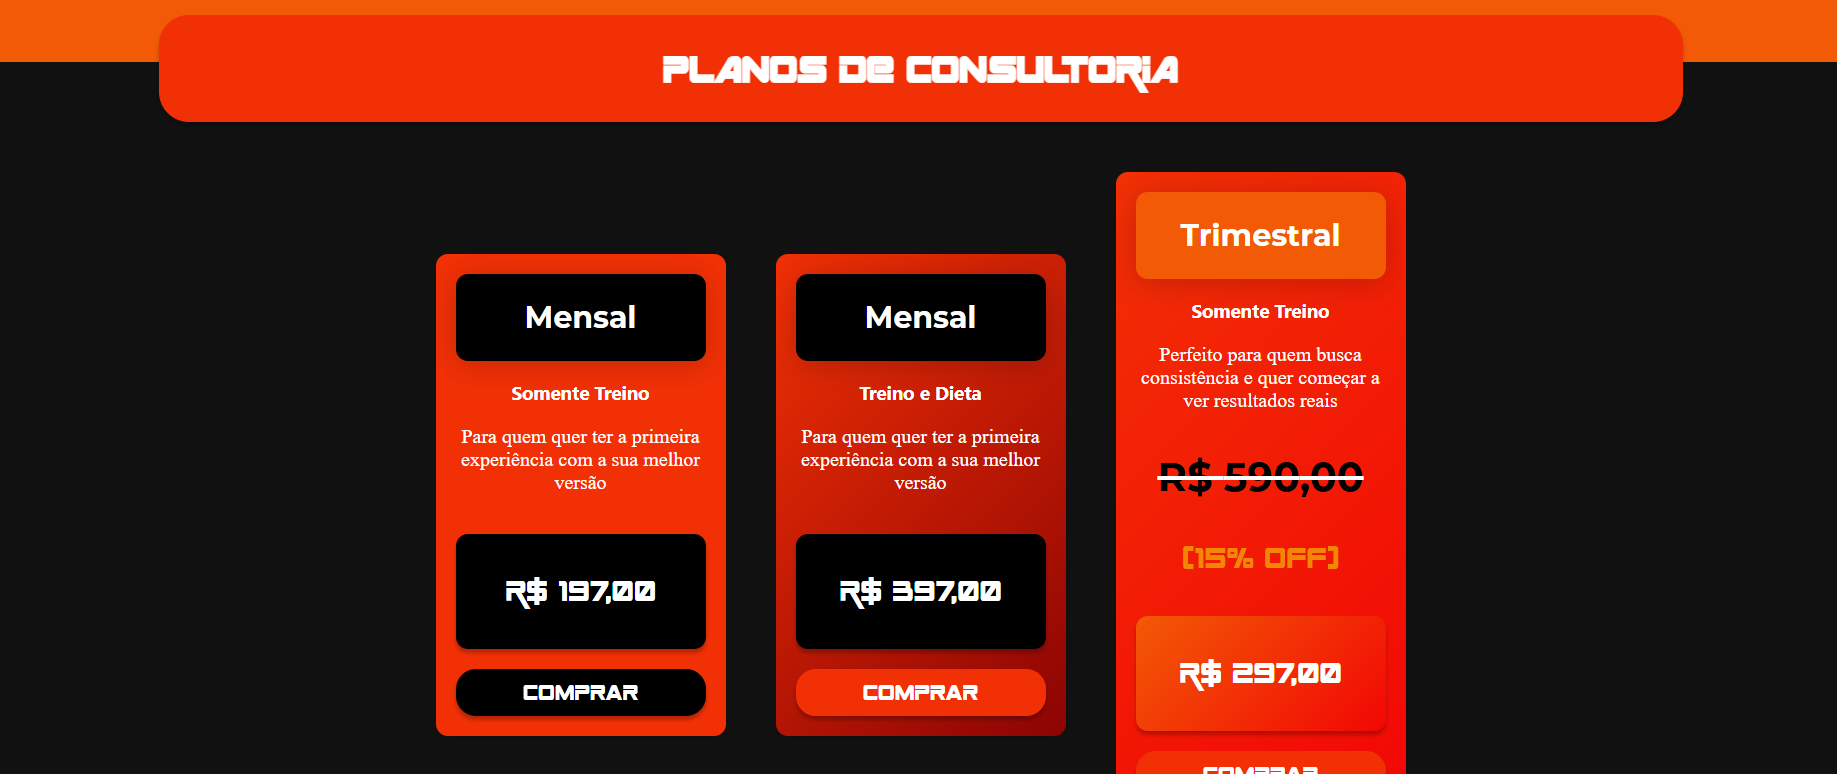 PLANOS DE CONSULTORIA
Mensal
Somente Treino
Para quem quer ter a primeira
experiência com a sua melhor
versão
R$ 197,00
COMPRAR
Mensal
Treino e Dieta
Para quem quer ter a primeira
experiência com a sua melhor
versão
R$ 397,00
COMPRAR
Trimestral
Somente Treino
Perfeito para quem busca
consistência e quer começar a
ver resultados reais
R$ 590,00
(15% OFF)
R$ 297,00
COMPRAR